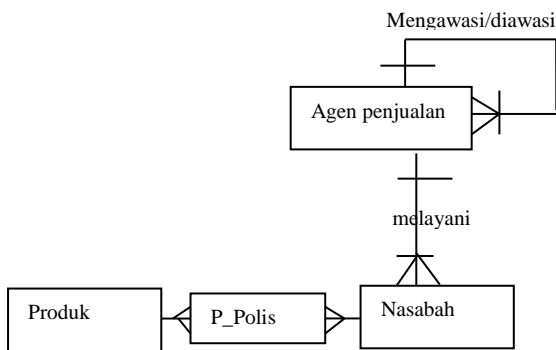 Mengawasi/diawasi
Agen penjualan
melayani
Produk
P_Polis
Nasabah